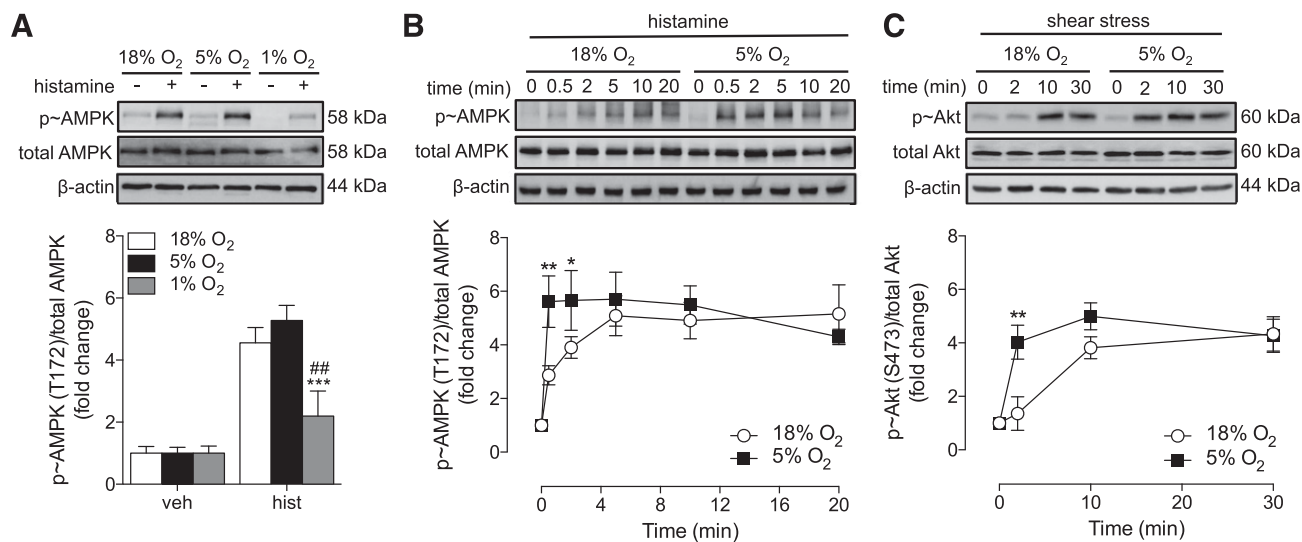 A
18% O2 5% O2 1% O2
histamine - + - + - +
p~AMPK 58 kDa
total AMPK 58 kDa
β-actin 44 kDa
8
6
4
2
0
p~AMPK (T172)/total AMPK
(fold change)
18% O2
5% O2
1% O2
##
***
veh hist
B
histamine
18% O2 5% O2
time (min) 0 0.5 2 5 10 20 0 0.5 2 5 10 20
p~AMPK
total AMPK
β-actin
8
6
4
2
0
p~AMPK (T172)/total AMPK
(fold change)
** *
18% O2
5% O2
0 4 8 12 16 20
Time (min)
C
shear stress
18% O2 5% O2
time (min) 0 2 10 30 0 2 10 30
p~Akt 60 kDa
total Akt 60 kDa
β-actin 44 kDa
8
6
4
2
0
p~Akt (S473)/total Akt
(fold change)
**
18% O2
5% O2
0 10 20 30
Time (min)